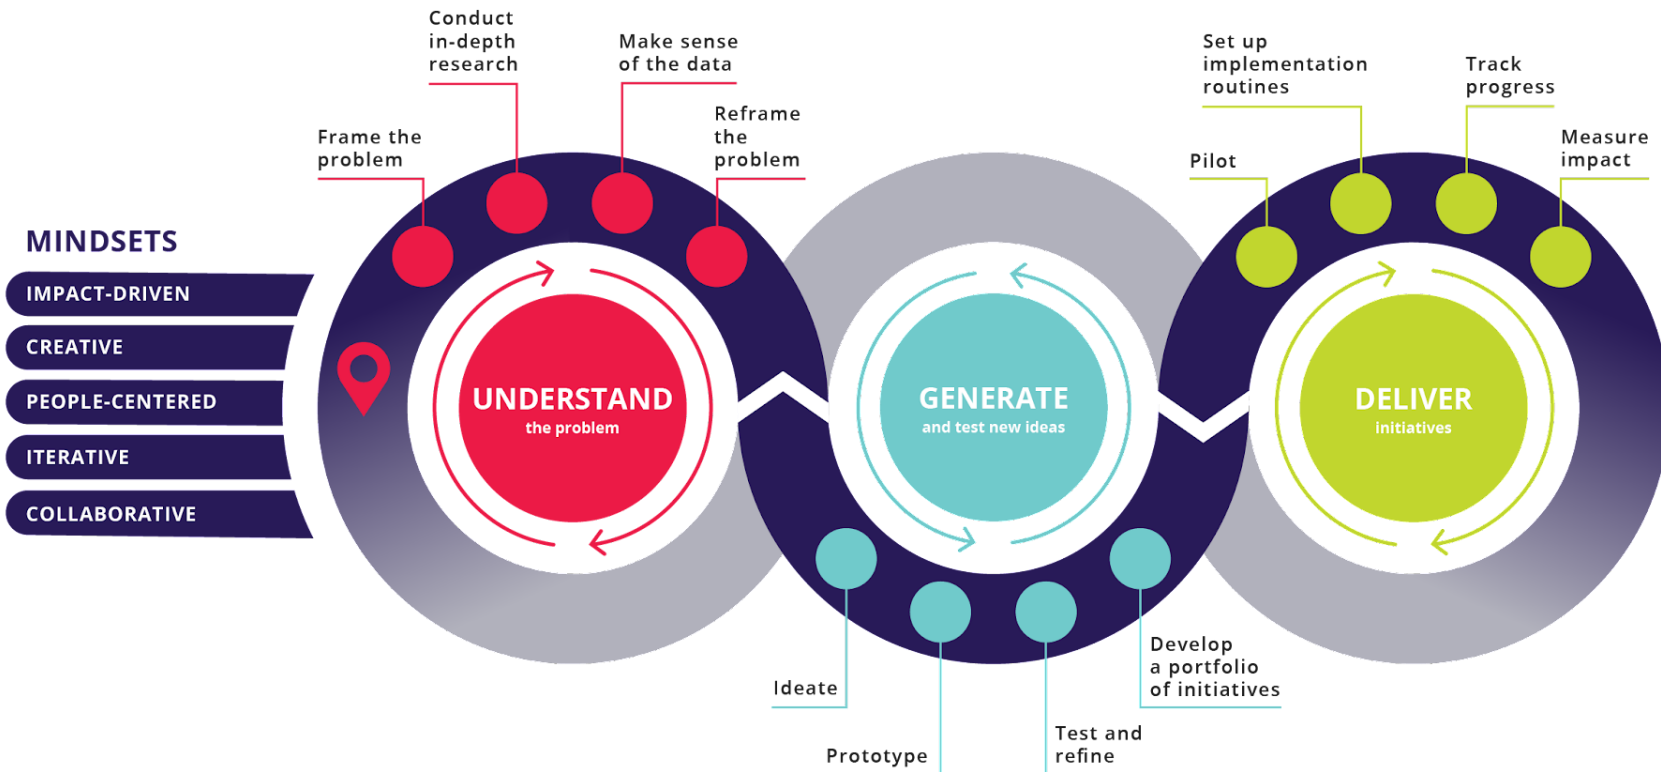 MINDSETS
IMPACT-DRIVEN
CREATIVE
PEOPLE-CENTERED
ITERATIVE
COLLABORATIVE
Frame the
problem
Conduct
in-depth
research
Make sense
of the data
Reframe
the
problem
UNDERSTAND
the problem
GENERATE
and test new ideas
Ideate
Prototype
Test and
refine
Develop
a portfolio
of initiatives
Pilot
Set up
implementation
routines
Track
progress
Measure
impact
DELIVER
initiatives